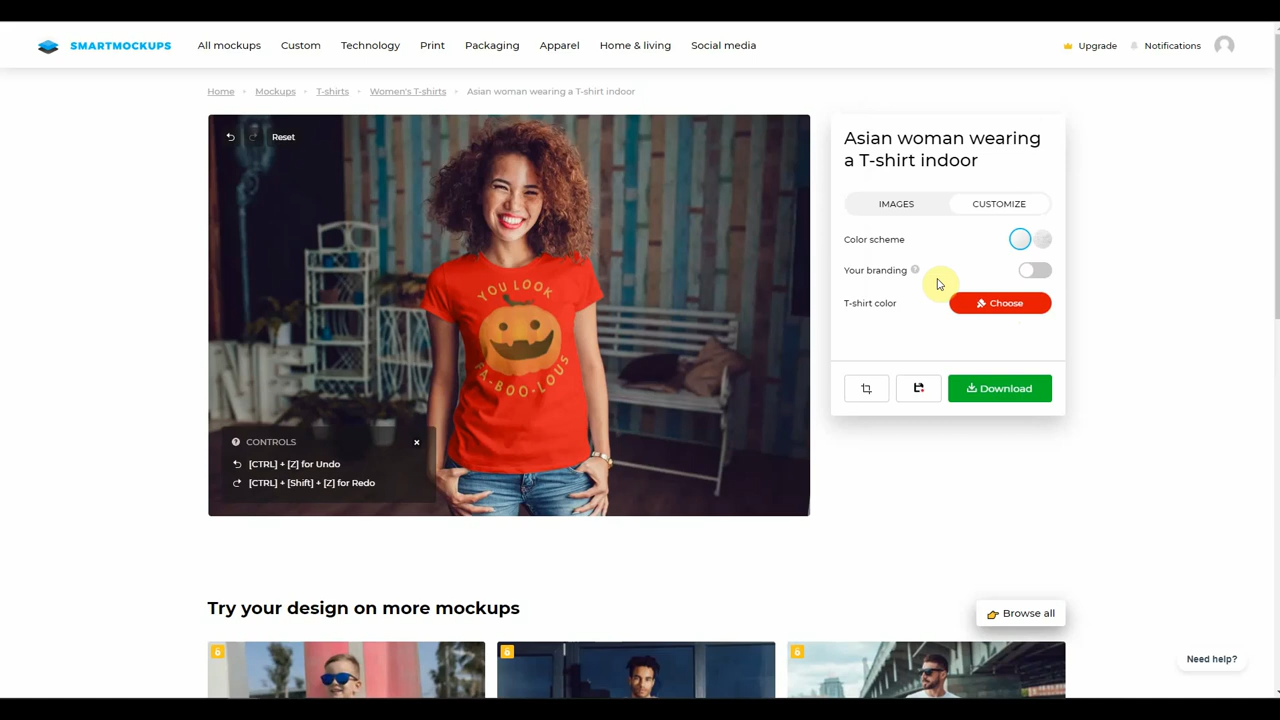 SMARTMOCKUPS
All mockups Custom Technology Print Packaging Apparel Home & living Social media
Upgrade Notifications
Home Mockups T-shirts Women's T-shirts Asian woman wearing a T-shirt indoor
Reset
YOU LOOK
FA-BOO-LOUS
? CONTROLS ×
[CTRL] + [Z] for Undo
[CTRL] + [Shift] + [Z] for Redo
Asian woman wearing
a T-shirt indoor
IMAGES CUSTOMIZE
Color scheme
Your branding ?
T-shirt color Choose
Download
Try your design on more mockups
Browse all
Need help?